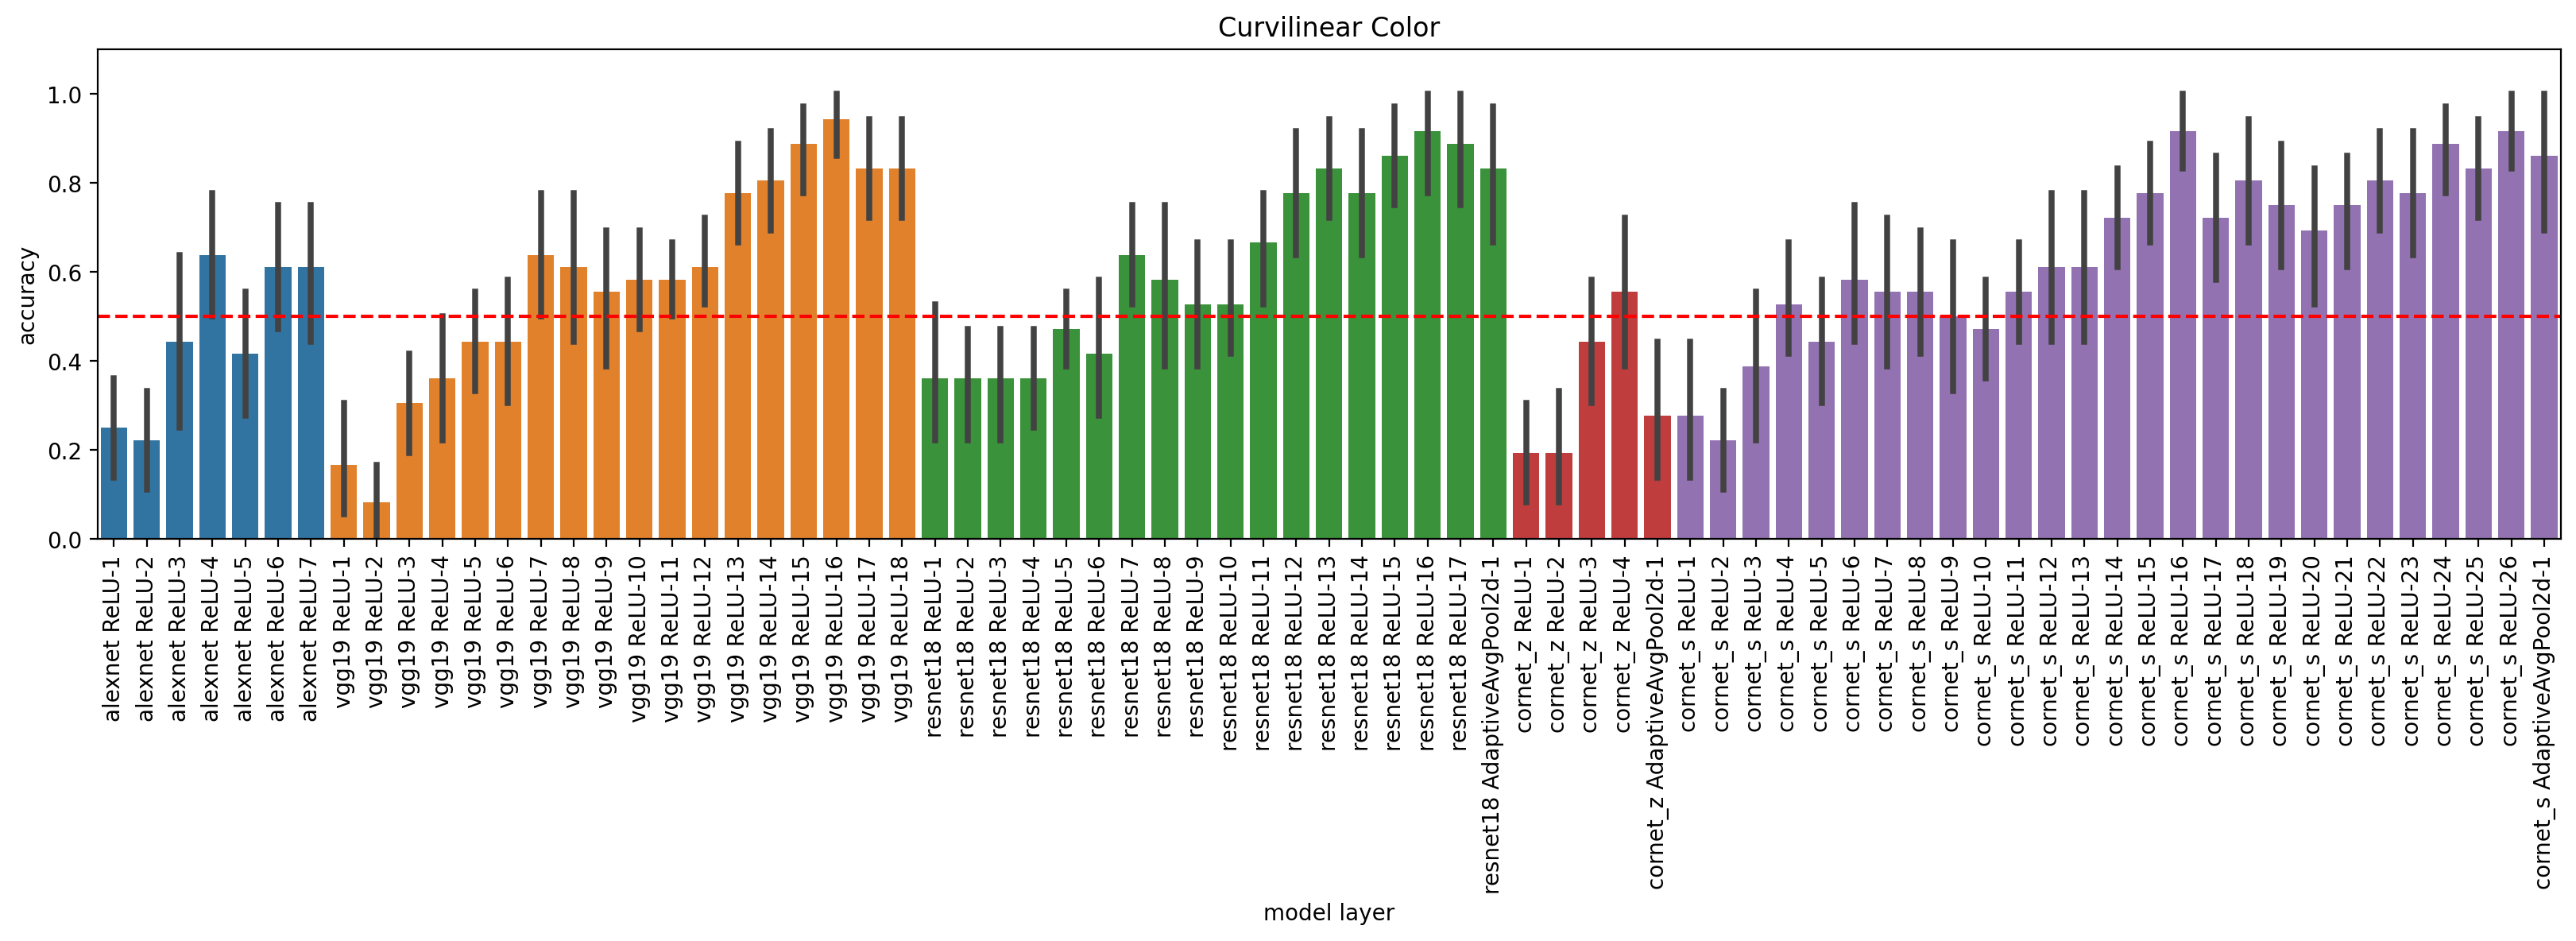 Curvilinear Color
accuracy
1.0
0.8
0.6
0.4
0.2
0.0
alexnet ReLU-1
alexnet ReLU-2
alexnet ReLU-3
alexnet ReLU-4
alexnet ReLU-5
alexnet ReLU-6
alexnet ReLU-7
vgg19 ReLU-1
vgg19 ReLU-2
vgg19 ReLU-3
vgg19 ReLU-4
vgg19 ReLU-5
vgg19 ReLU-6
vgg19 ReLU-7
vgg19 ReLU-8
vgg19 ReLU-9
vgg19 ReLU-10
vgg19 ReLU-11
vgg19 ReLU-12
vgg19 ReLU-13
vgg19 ReLU-14
vgg19 ReLU-15
vgg19 ReLU-16
vgg19 ReLU-17
vgg19 ReLU-18
resnet18 ReLU-1
resnet18 ReLU-2
resnet18 ReLU-3
resnet18 ReLU-4
resnet18 ReLU-5
resnet18 ReLU-6
resnet18 ReLU-7
resnet18 ReLU-8
resnet18 ReLU-9
resnet18 ReLU-10
resnet18 ReLU-11
resnet18 ReLU-12
resnet18 ReLU-13
resnet18 ReLU-14
resnet18 ReLU-15
resnet18 ReLU-16
resnet18 ReLU-17
resnet18 AdaptiveAvgPool2d-1
cornet_z ReLU-1
cornet_z ReLU-2
cornet_z ReLU-3
cornet_z ReLU-4
cornet_z AdaptiveAvgPool2d-1
cornet_s ReLU-1
cornet_s ReLU-2
cornet_s ReLU-3
cornet_s ReLU-4
cornet_s ReLU-5
cornet_s ReLU-6
cornet_s ReLU-7
cornet_s ReLU-8
cornet_s ReLU-9
cornet_s ReLU-10
cornet_s ReLU-11
cornet_s ReLU-12
cornet_s ReLU-13
cornet_s ReLU-14
cornet_s ReLU-15
cornet_s ReLU-16
cornet_s ReLU-17
cornet_s ReLU-18
cornet_s ReLU-19
cornet_s ReLU-20
cornet_s ReLU-21
cornet_s ReLU-22
cornet_s ReLU-23
cornet_s ReLU-24
cornet_s ReLU-25
cornet_s ReLU-26
cornet_s AdaptiveAvgPool2d-1
model layer